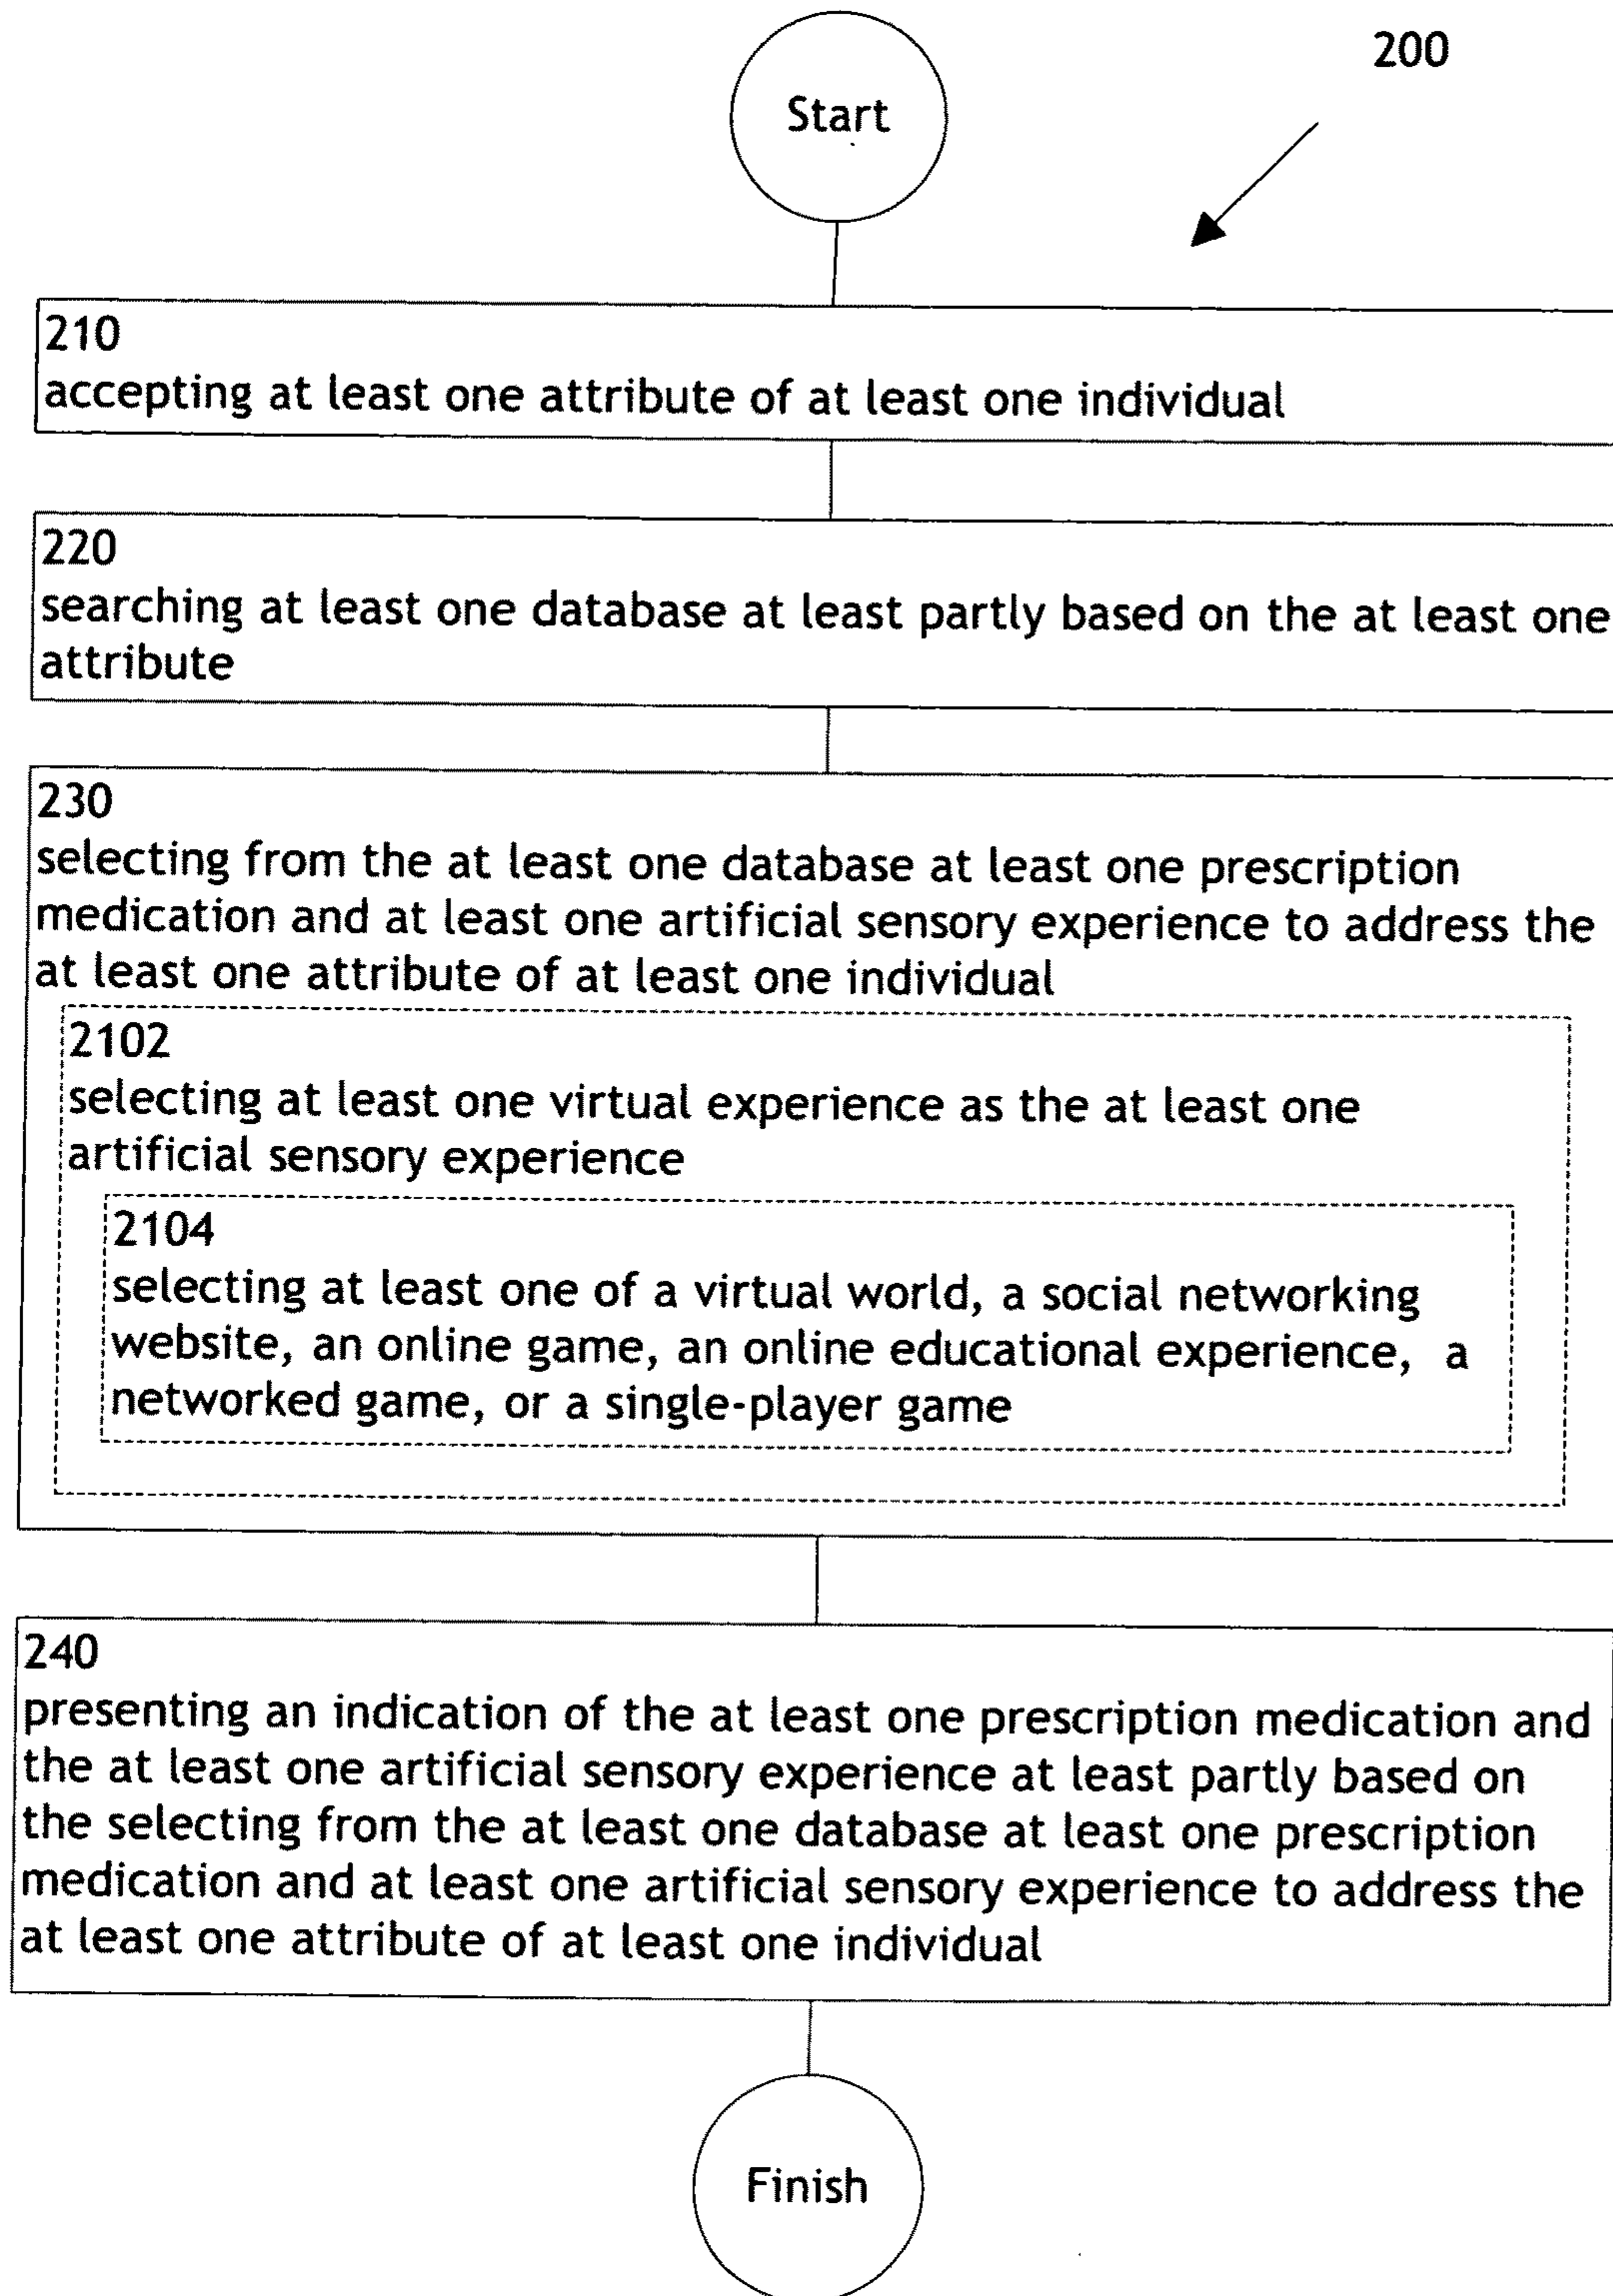 Start
200
210
accepting at least one attribute of at least one individual
220
searching at least one database at least partly based on the at least one
attribute
230
selecting from the at least one database at least one prescription
medication and at least one artificial sensory experience to address the
at least one attribute of at least one individual
2102
selecting at least one virtual experience as the at least one
artificial sensory experience
2104
selecting at least one of a virtual world, a social networking
website, an online game, an online educational experience, a
networked game, or a single-player game
240
presenting an indication of the at least one prescription medication and
the at least one artificial sensory experience at least partly based on
the selecting from the at least one database at least one prescription
medication and at least one artificial sensory experience to address the
at least one attribute of at least one individual
Finish